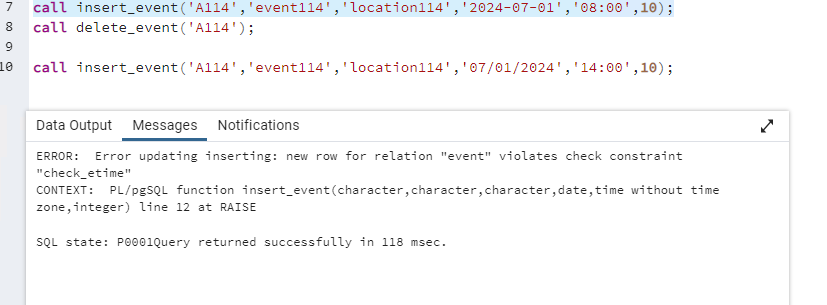 7 call insert_event('A114','event114','location114','2024-07-01','08:00',10);
8 call delete_event('A114');
9
10 call insert_event('A114','event114','location114','07/01/2024','14:00',10);
Data Output Messages Notifications
ERROR:  Error updating inserting: new row for relation "event" violates check constraint
"check_etime"
CONTEXT:  PL/pgSQL function insert_event(character,character,character,date,time without time
zone,integer) line 12 at RAISE
SQL state: P0001Query returned successfully in 118 msec.